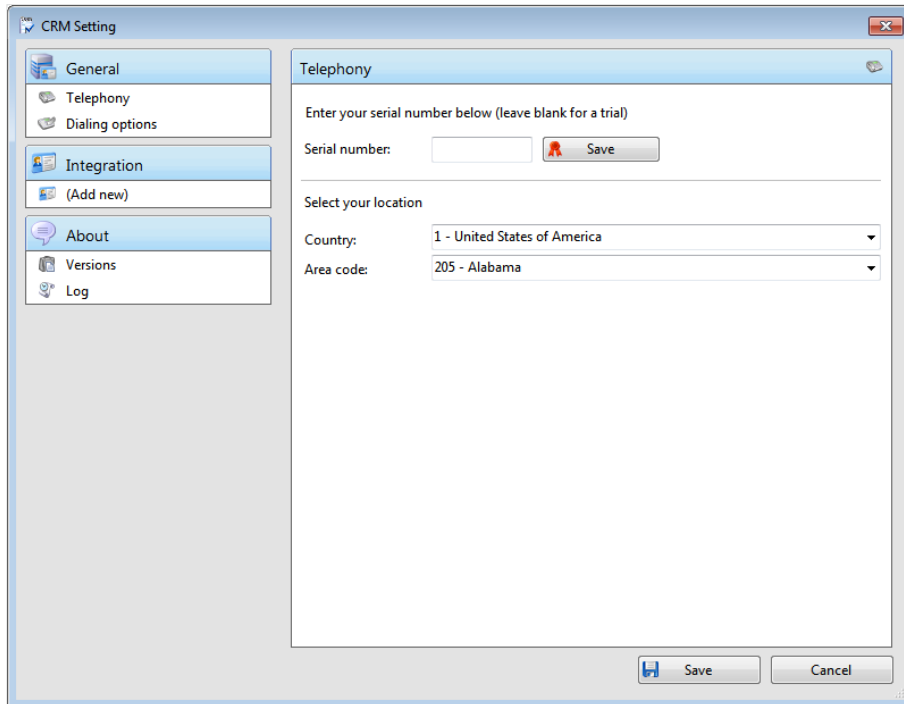 CRM Setting
General
Telephony
Dialing options
Integration
(Add new)
About
Versions
Log
Telephony
Enter your serial number below (leave blank for a trial)
Serial number:
Save
Select your location
Country:
1 - United States of America
Area code:
205 - Alabama
Save
Cancel